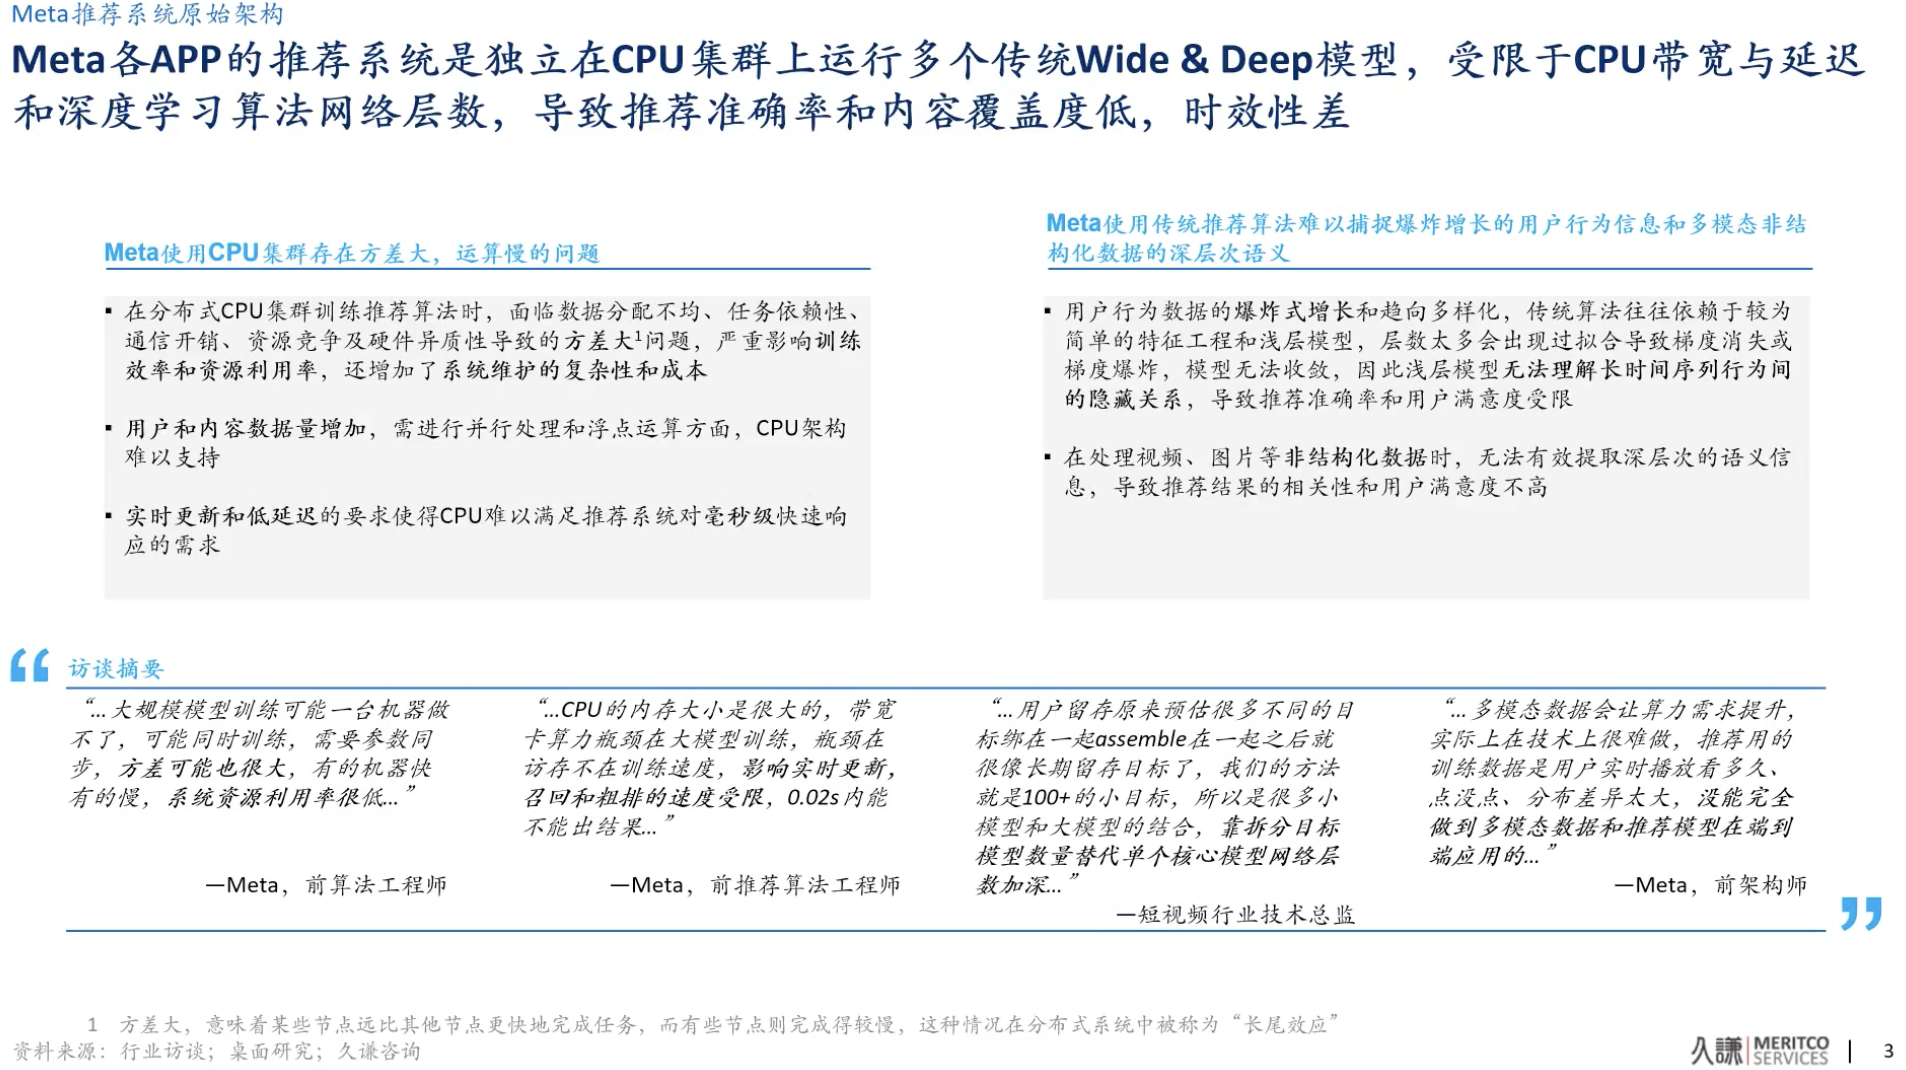 Meta推荐系统原始架构
Meta各APP的推荐系统是独立在CPU集群上运行多个传统Wide & Deep模型，受限于CPU带宽与延迟
和深度学习算法网络层数，导致推荐准确率和内容覆盖度低，时效性差
Meta使用CPU集群存在方差大，运算慢的问题
▪ 在分布式CPU集群训练推荐算法时，面临数据分配不均、任务依赖性、
通信开销、资源竞争及硬件异质性导致的方差大1问题，严重影响训练
效率和资源利用率，还增加了系统维护的复杂性和成本
▪ 用户和内容数据量增加，需进行并行处理和浮点运算方面，CPU架构
难以支持
▪ 实时更新和低延迟的要求使得CPU难以满足推荐系统对毫秒级快速响
应的需求
Meta使用传统推荐算法难以捕捉爆炸增长的用户行为信息和多模态非结
构化数据的深层次语义
▪ 用户行为数据的爆炸式增长和趋向多样化，传统算法往往依赖于较为
简单的特征工程和浅层模型，层数太多会出现过拟合导致梯度消失或
梯度爆炸，模型无法收敛，因此浅层模型无法理解长时间序列行为间
的隐藏关系，导致推荐准确率和用户满意度受限
▪ 在处理视频、图片等非结构化数据时，无法有效提取深层次的语义信
息，导致推荐结果的相关性和用户满意度不高
“ 访谈摘要
“…大规模模型训练可能一台机器做
不了，可能同时训练，需要参数同
步，方差可能也很大，有的机器快
有的慢，系统资源利用率很低…”
—Meta，前算法工程师
“…CPU的内存大小是很大的，带宽
卡算力瓶颈在大模型训练，瓶颈在
访存不在训练速度，影响实时更新，
召回和粗排的速度受限，0.02s内能
不能出结果…”
—Meta，前推荐算法工程师
“…用户留存原来预估很多不同的目
标绑在一起assemble在一起之后就
很像长期留存目标了，我们的方法
就是100+的小目标，所以是很多小
模型和大模型的结合，靠拆分目标
模型数量替代单个核心模型网络层
数加深…”
—短视频行业技术总监
“…多模态数据会让算力需求提升，
实际上在技术上很难做，推荐用的
训练数据是用户实时播放看多久、
点没点、分布差异太大，没能完全
做到多模态数据和推荐模型在端到
端应用的…”
—Meta，前架构师
”
1 方差大，意味着某些节点远比其他节点更快地完成任务，而有些节点则完成得较慢，这种情况在分布式系统中被称为“长尾效应”
资料来源：行业访谈；桌面研究；久谦咨询
久謙 MERITCO
SERVICES
3